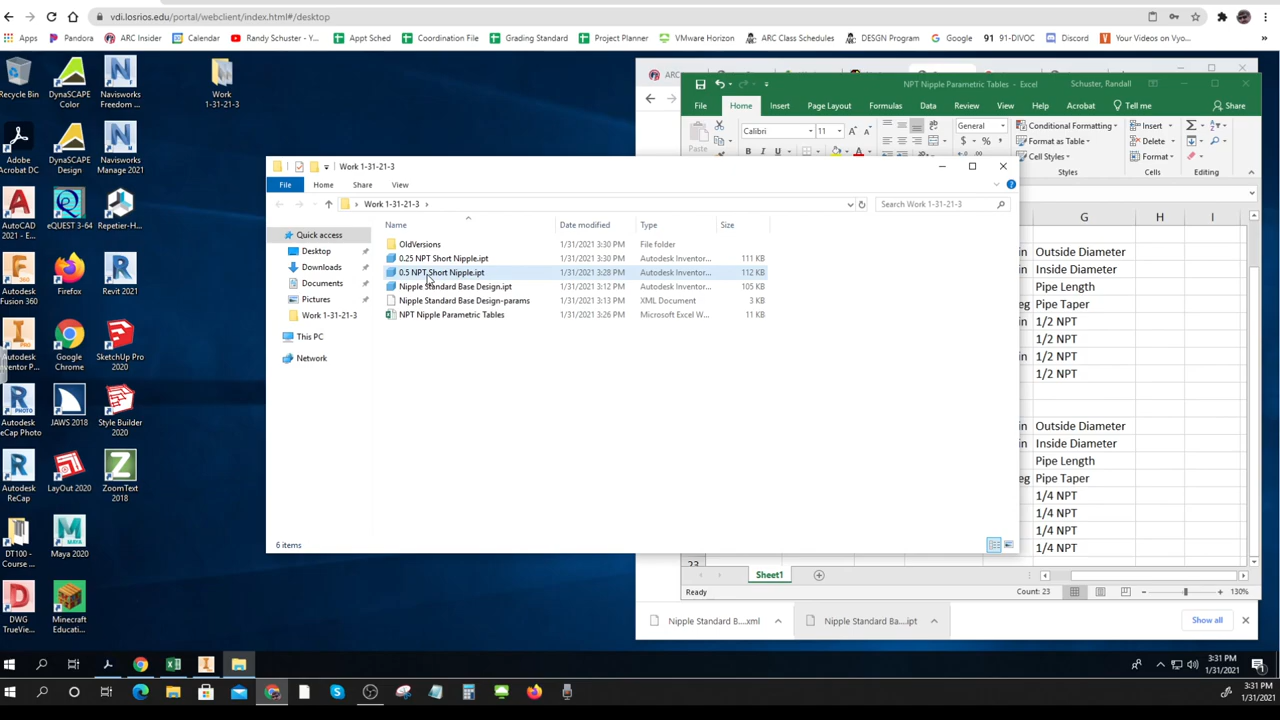 vdi.losrios.edu/portal/webclient/index.html#/desktop
Apps
Pandora
ARC Insider
Calendar
Randy Schuster - Y...
Appt Sched
Coordination File
Grading Standard
Project Planner
VMware Horizon
ARC Class Schedules
DESGN Program
Google
91 91-DIVOC
Discord
Your Videos on Vyo...
»
Recycle Bin
DynaSCAPE Color
Navisworks Freedom ...
Work 1-31-21-3
Adobe Acrobat DC
DynaSCAPE Design
Navisworks Manage 2021
AutoCAD 2021 - E...
eQUEST 3-64
Repetier-H...
Autodesk Fusion 360
Firefox
Revit 2021
Autodesk Inventor P...
Google Chrome
SketchUp Pro 2020
Autodesk ReCap Photo
JAWS 2018
Style Builder 2020
Autodesk ReCap
LayOut 2020
ZoomText 2018
DT100 - Course ...
Maya 2020
DWG TrueView...
Minecraft Educati...
ARC
NPT Nipple Parametric Tables - Excel
Schuster, Randall
File Home Insert Page Layout Formulas Data Review View Help Acrobat Tell me Share
Paste
Calibri
11
General
Conditional Formatting
Format as Table
Cell Styles
Styles
Insert
Delete
Format
Cells
Editing
G H I
Outside Diameter
Inside Diameter
Pipe Length
Pipe Taper
1/2 NPT
1/2 NPT
1/2 NPT
1/2 NPT
Outside Diameter
Inside Diameter
Pipe Length
Pipe Taper
1/4 NPT
1/4 NPT
1/4 NPT
1/4 NPT
23
Sheet1
Ready
Count: 23
130%
Work 1-31-21-3
File Home Share View
Work 1-31-21-3
Search Work 1-31-21-3
Name Date modified Type Size
Quick access
Desktop
Downloads
Documents
Pictures
Work 1-31-21-3
This PC
Network
OldVersions 1/31/2021 3:30 PM File folder
0.25 NPT Short Nipple.ipt 1/31/2021 3:30 PM Autodesk Inventor... 111 KB
0.5 NPT Short Nipple.ipt 1/31/2021 3:28 PM Autodesk Inventor... 112 KB
Nipple Standard Base Design.ipt 1/31/2021 3:12 PM Autodesk Inventor... 105 KB
Nipple Standard Base Design-params 1/31/2021 3:13 PM XML Document 3 KB
NPT Nipple Parametric Tables 1/31/2021 3:26 PM Microsoft Excel W... 11 KB
6 items
Nipple Standard B....xml
Nipple Standard Ba....ipt
Show all
3:31 PM
1/31/2021
3:31 PM
1/31/2021